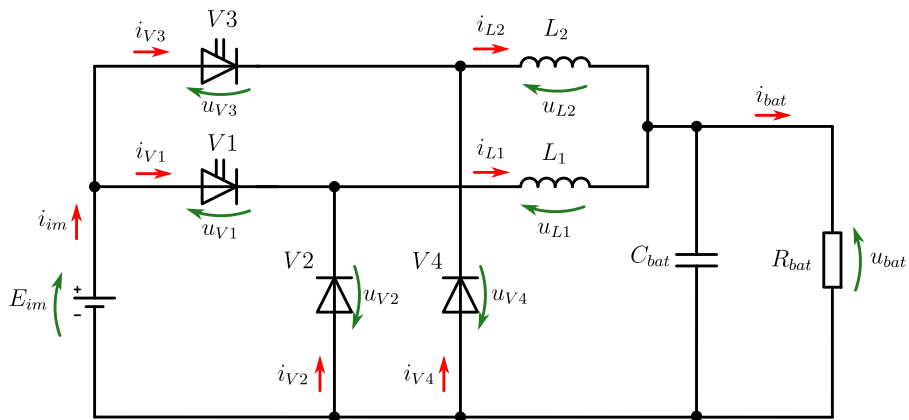 V3
i_{V3}
i_{L2}
L_2
u_{V3}
u_{L2}
i_{bat}
i_{V1}
V1
i_{L1}
L_1
i_{im}
u_{V1}
u_{L1}
V2
V4
C_{bat}
R_{bat}
u_{bat}
E_{im}
+
-
u_{V2}
u_{V4}
i_{V2}
i_{V4}